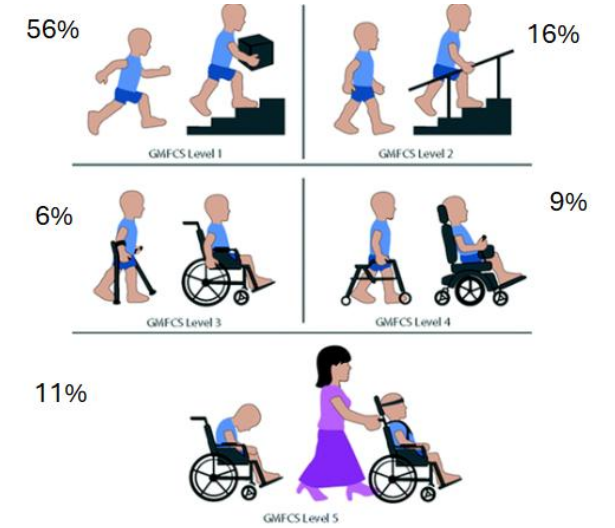 56%
16%
GMFCS Level 1
GMFCS Level 2
6%
9%
GMFCS Level 3
GMFCS Level 4
11%
GMFCS Level 5